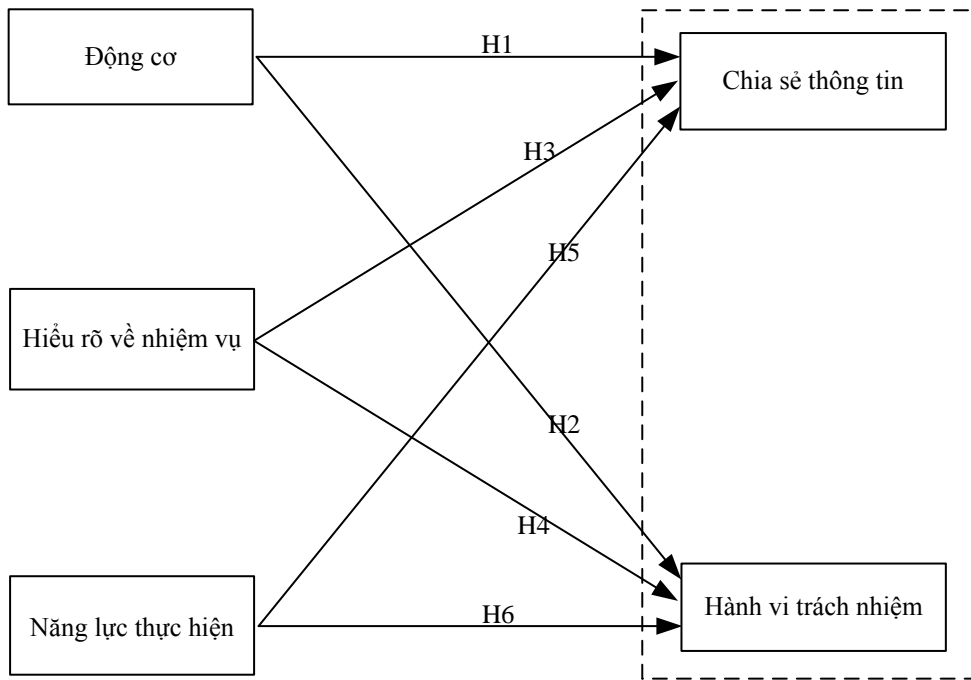 Động cơ
H1
Chia sẻ thông tin
H3
H5
Hiểu rõ về nhiệm vụ
H2
H4
Năng lực thực hiện
H6
Hành vi trách nhiệm